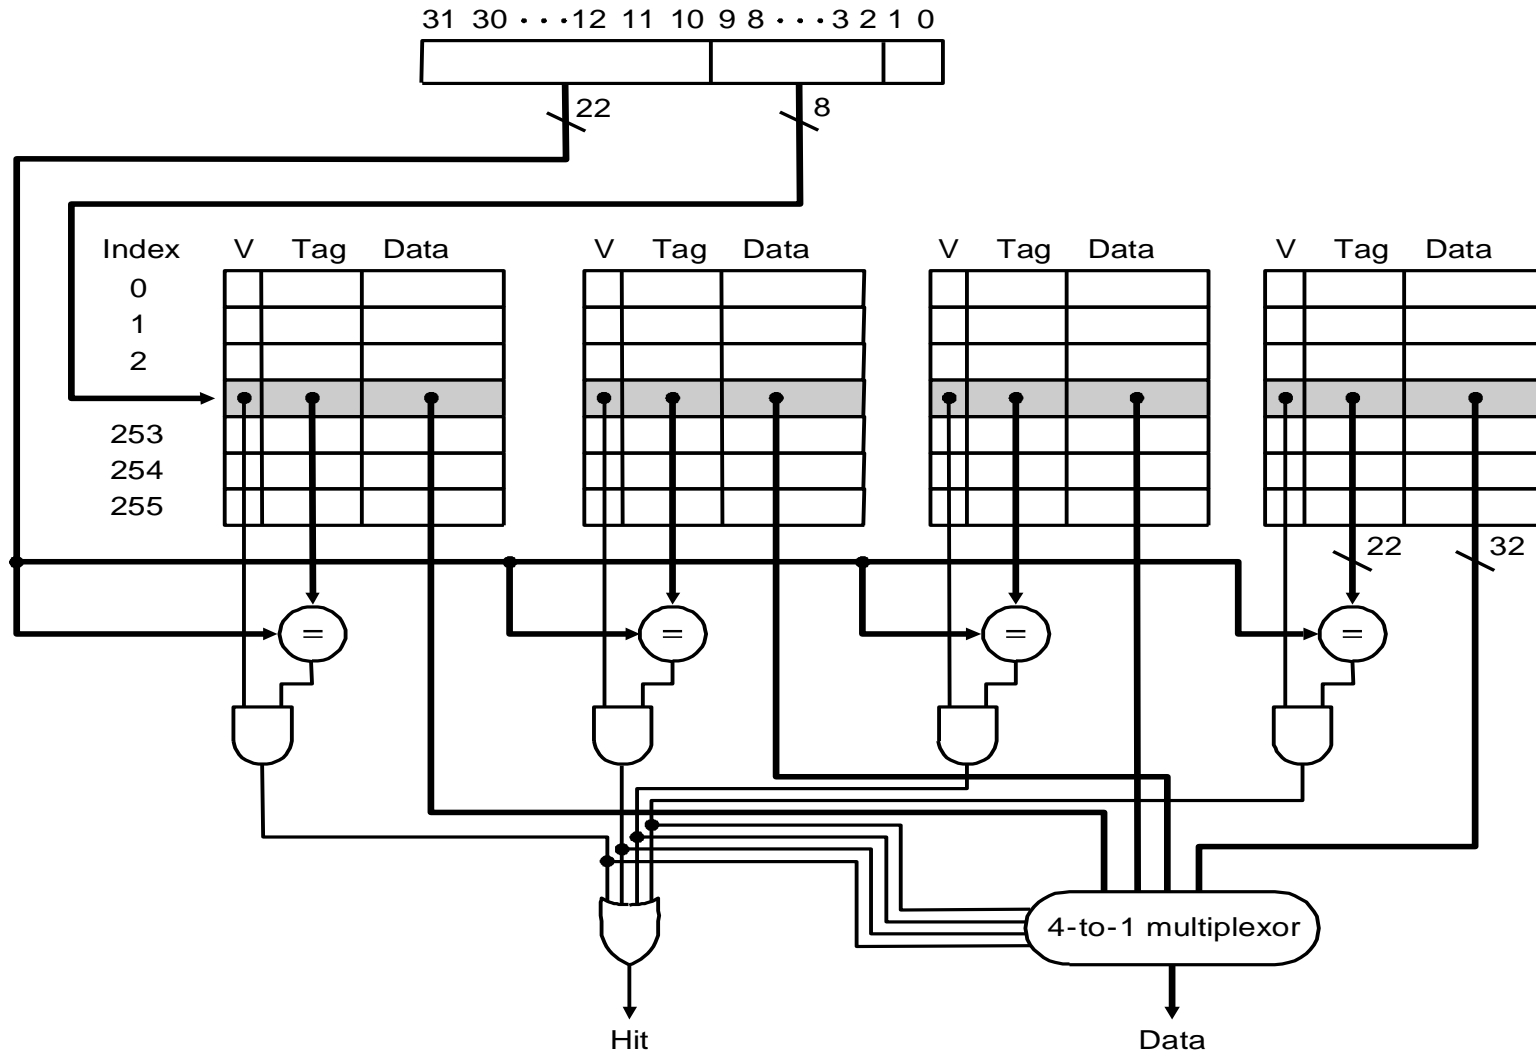 31 30 ··· 12 11 10 9 8 ··· 3 2 1 0
22
8
Index V Tag Data V Tag Data V Tag Data V Tag Data
0
1
2
253
254
255
22
32
= = = =
4-to-1 multiplexor
Hit
Data